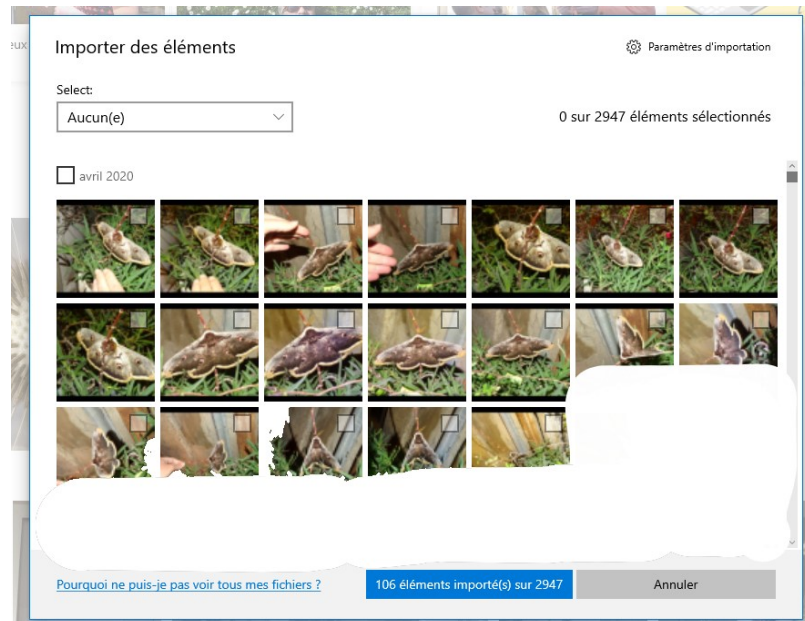 eux
Importer des éléments
Paramètres d'importation
Select:
Aucun(e)
0 sur 2947 éléments sélectionnés
avril 2020
Pourquoi ne puis-je pas voir tous mes fichiers ?
106 éléments importé(s) sur 2947
Annuler